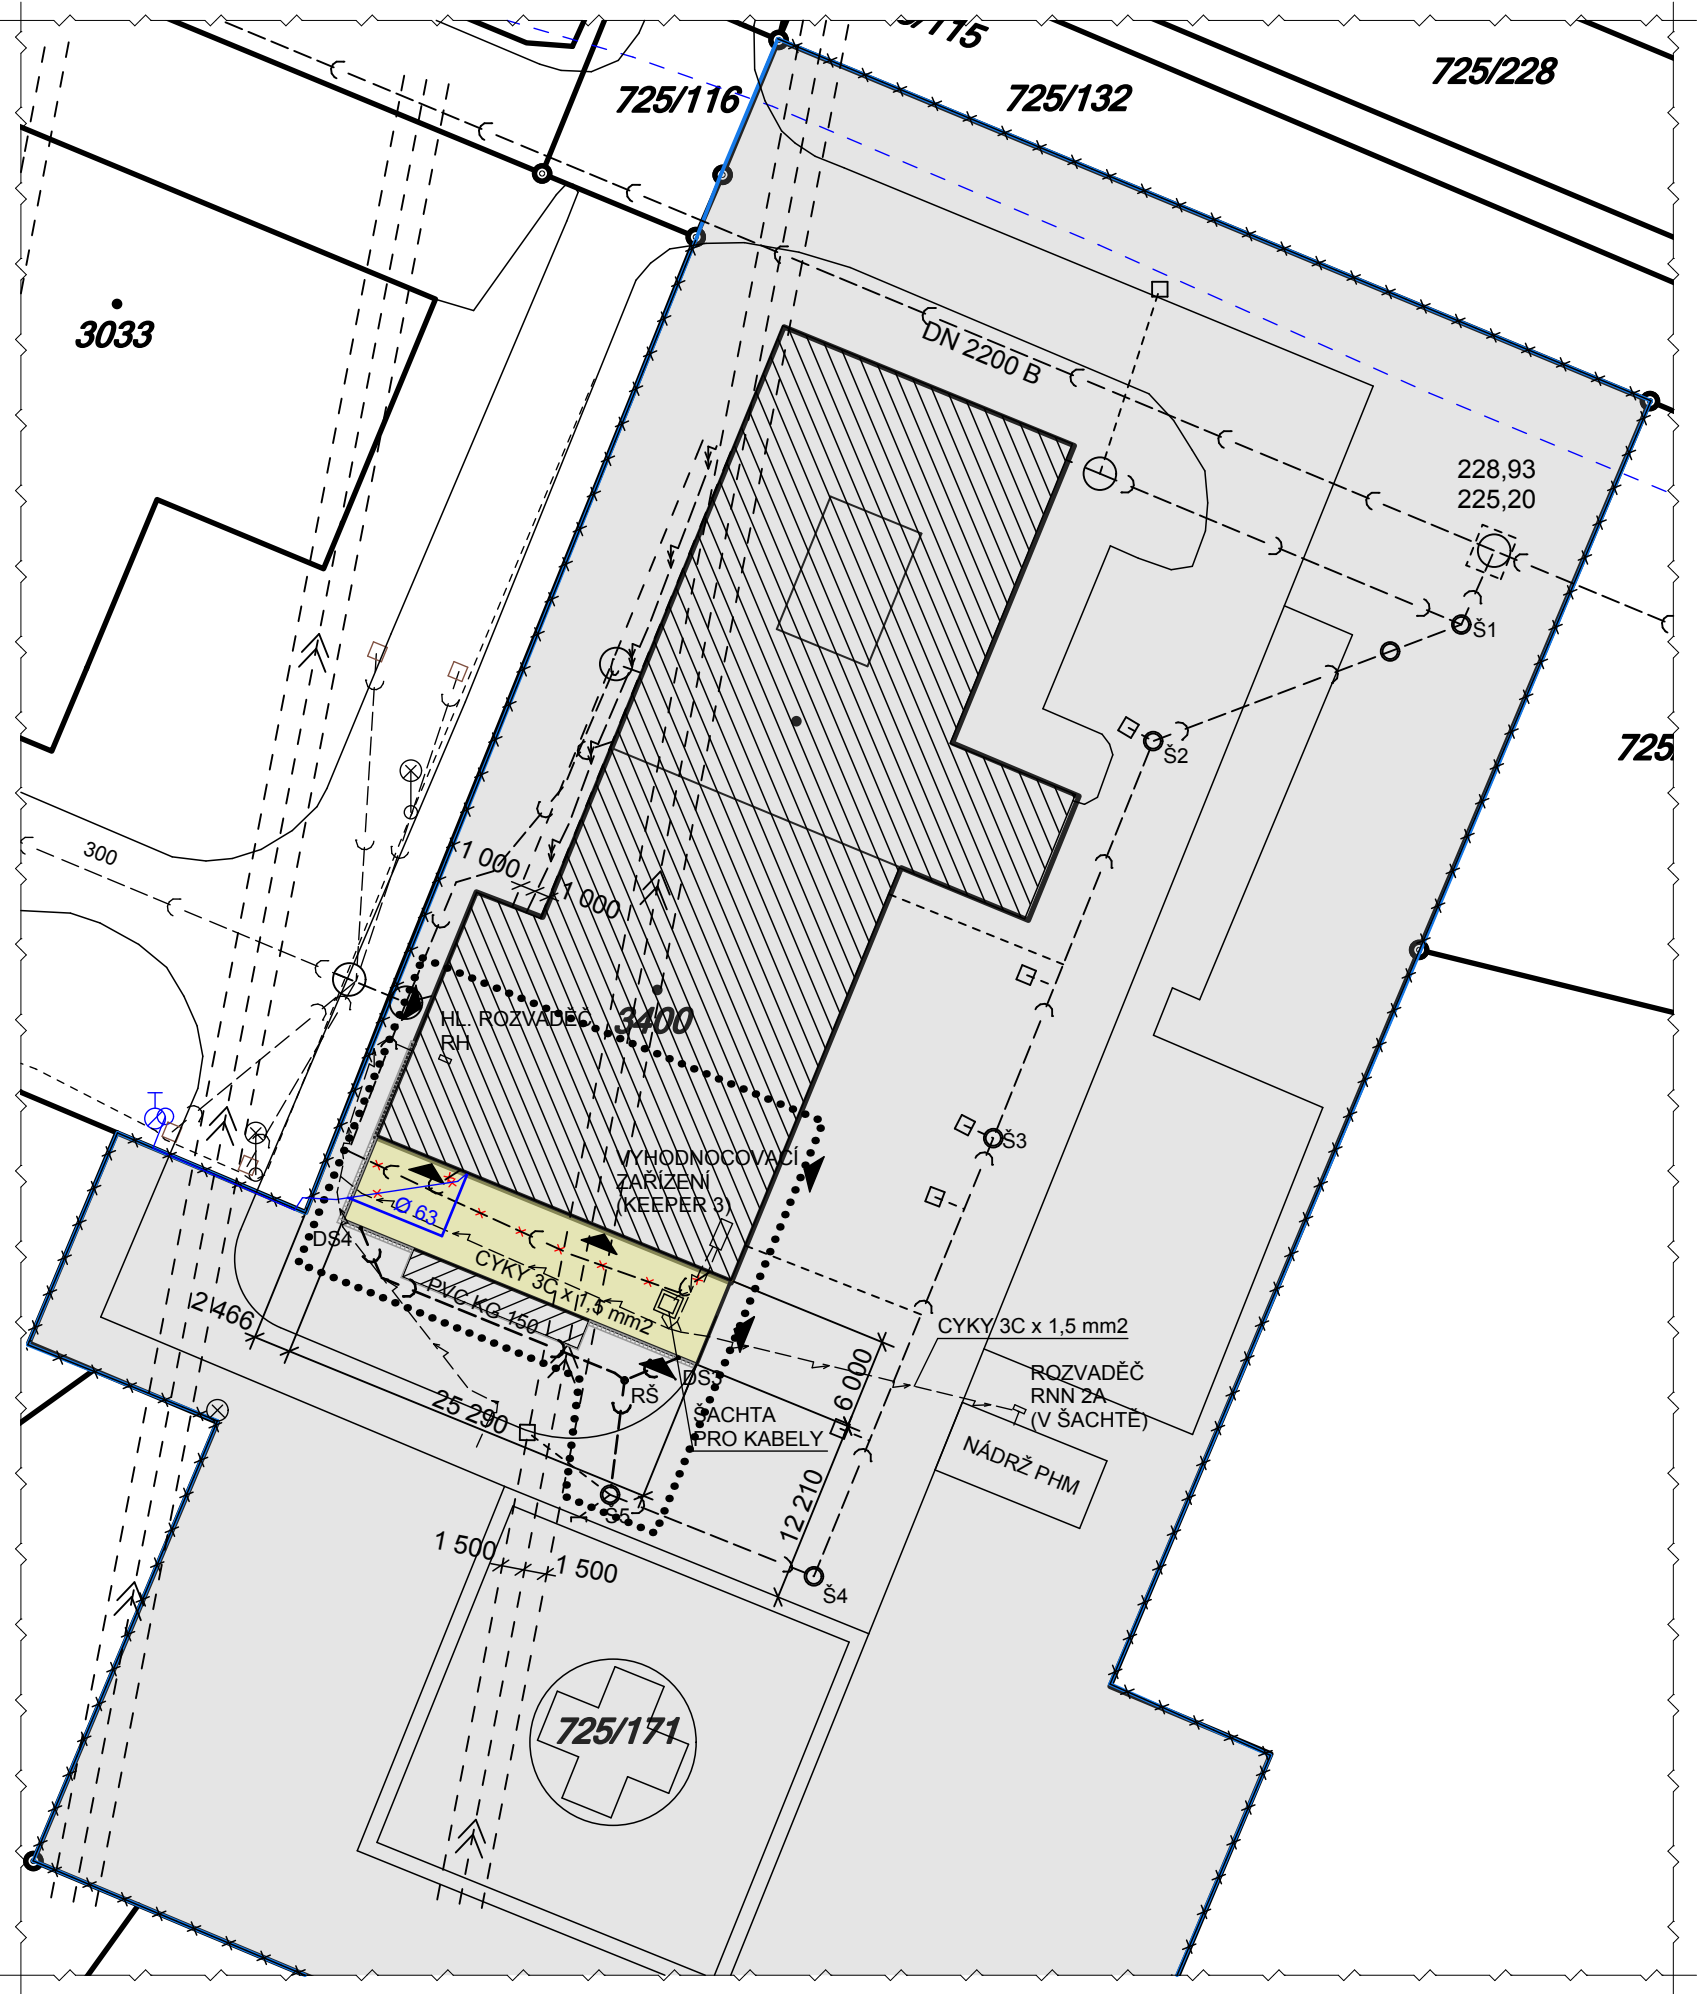 725/116
725/132
725/228
3033
DN 2200 B
228,93
225,20
Š1
725
Š2
300
1 000
1 000
HL. ROZVADĚČ
RH
3400
Š3
VYHODNOCOVACÍ
ZAŘÍZENÍ
(KEEPER 3)
Ø 63
DS4
CYKY 3C x 1,5 mm2
PVC KG 150
2 466
CYKY 3C x 1,5 mm2
6 000
ROZVADĚČ
RNN 2A
(V ŠACHTĚ)
DS3
RŠ
25 290
ŠACHTA
PRO KABELY
NÁDRŽ PHM
12 210
Š5
1 500
1 500
Š4
725/171